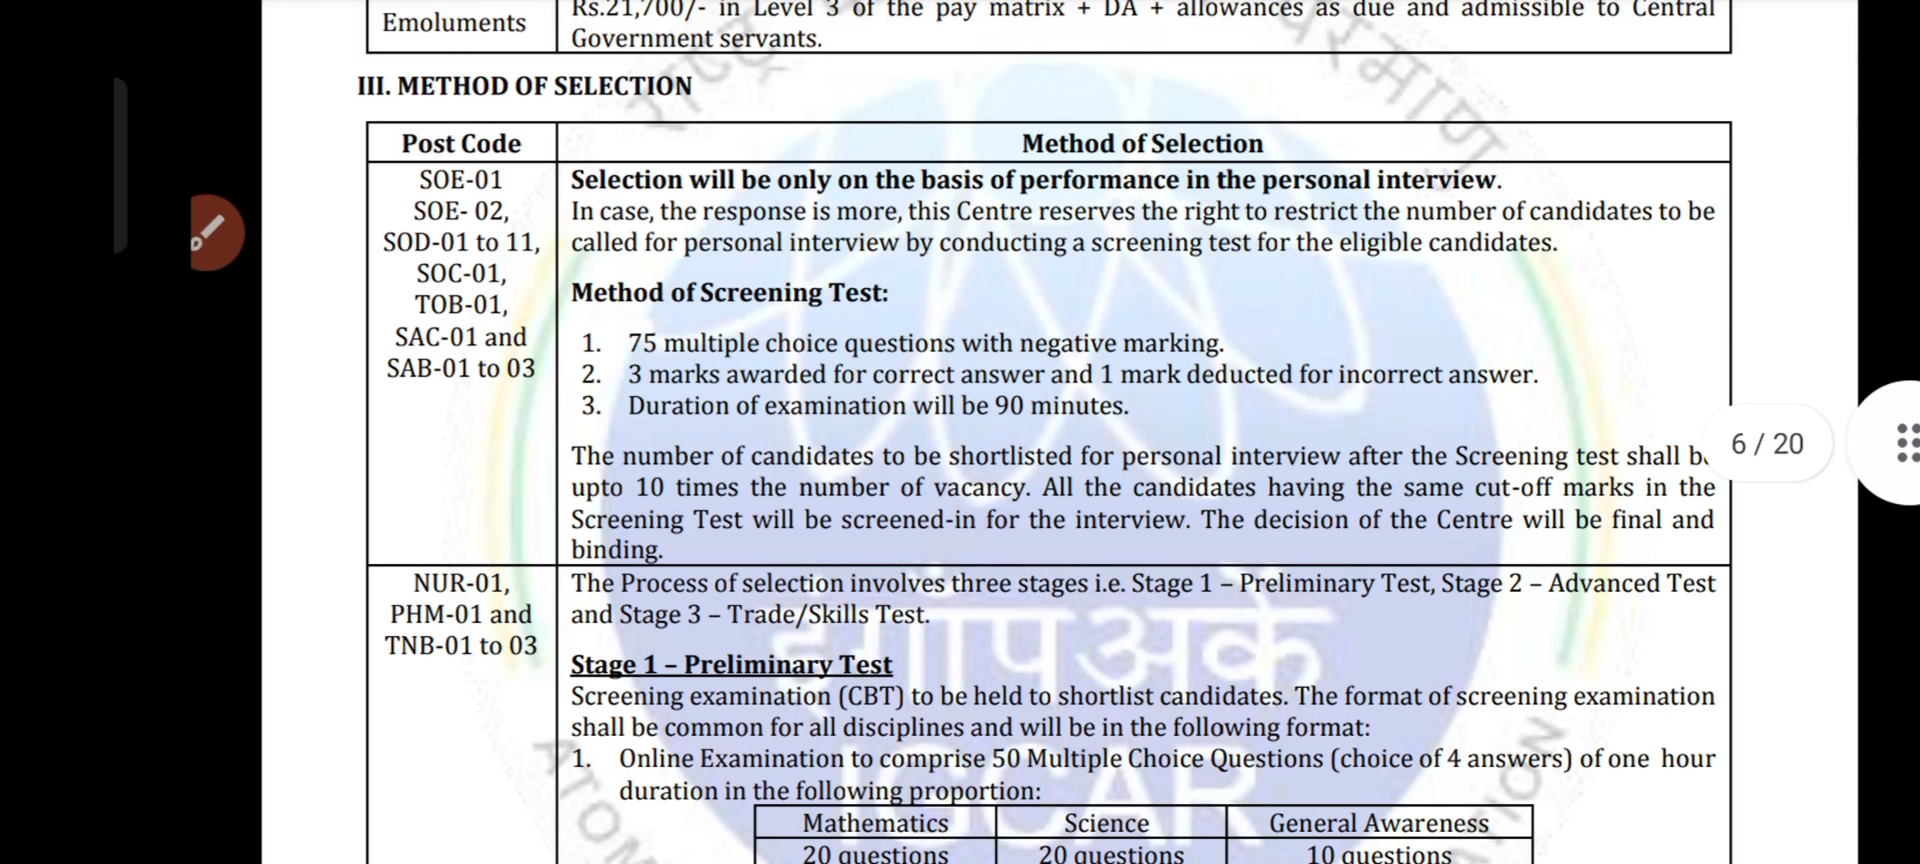 Emoluments
Rs.21,700/- in Level 3 of the pay matrix + DA + allowances as due and admissible to Central
Government servants.
III. METHOD OF SELECTION
Post Code
Method of Selection
SOE-01
SOE- 02,
SOD-01 to 11,
SOC-01,
TOB-01,
SAC-01 and
SAB-01 to 03
Selection will be only on the basis of performance in the personal interview.
In case, the response is more, this Centre reserves the right to restrict the number of candidates to be
called for personal interview by conducting a screening test for the eligible candidates.
Method of Screening Test:
1. 75 multiple choice questions with negative marking.
2. 3 marks awarded for correct answer and 1 mark deducted for incorrect answer.
3. Duration of examination will be 90 minutes.
The number of candidates to be shortlisted for personal interview after the Screening test shall be
upto 10 times the number of vacancy. All the candidates having the same cut-off marks in the
Screening Test will be screened-in for the interview. The decision of the Centre will be final and
binding.
6 / 20
NUR-01,
PHM-01 and
TNB-01 to 03
The Process of selection involves three stages i.e. Stage 1 – Preliminary Test, Stage 2 – Advanced Test
and Stage 3 – Trade/Skills Test.
Stage 1 – Preliminary Test
Screening examination (CBT) to be held to shortlist candidates. The format of screening examination
shall be common for all disciplines and will be in the following format:
1. Online Examination to comprise 50 Multiple Choice Questions (choice of 4 answers) of one hour
duration in the following proportion:
Mathematics
Science
General Awareness
20 questions
20 questions
10 questions
इंगांपअकें
IGCAR